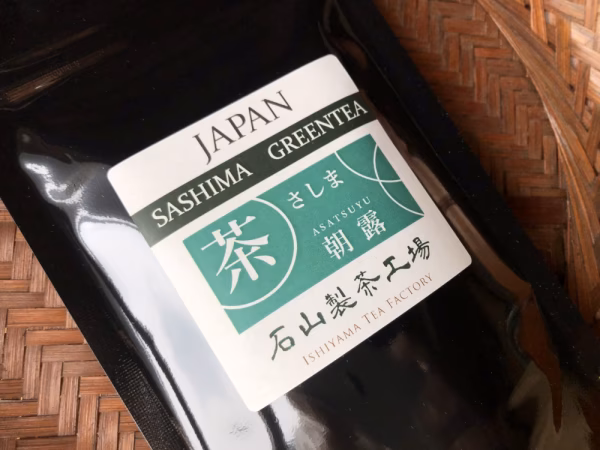 JAPAN
SASHIMA GREENTEA
茶
さしま
ASATSUYU
朝露
石山製茶工場
ISHIYAMA TEA FACTORY